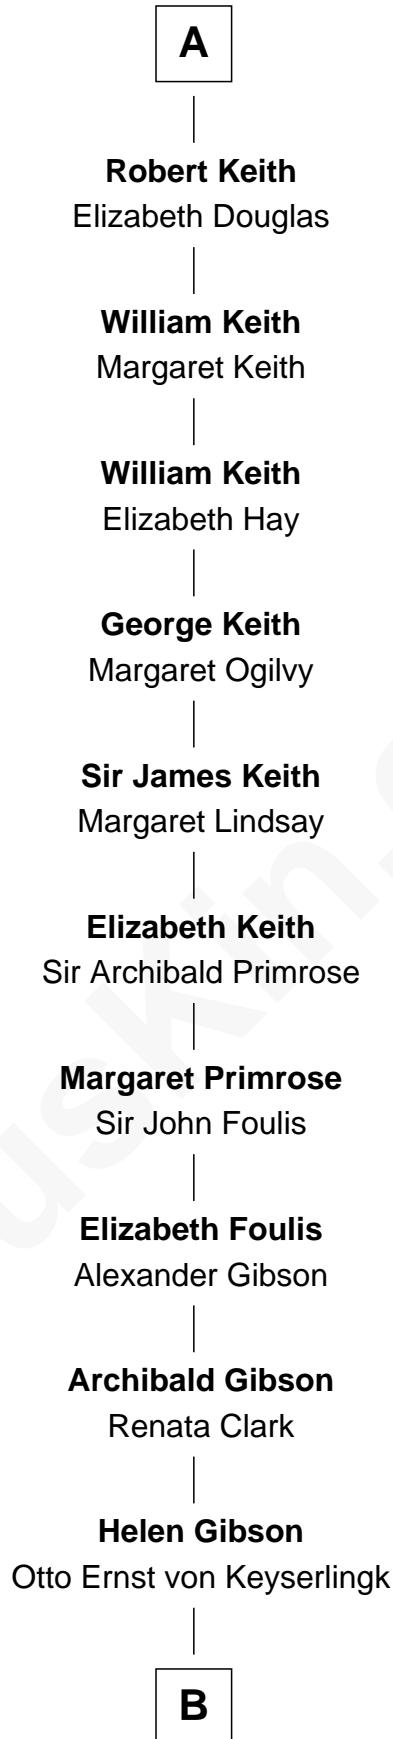 A
Robert Keith
Elizabeth Douglas
William Keith
Margaret Keith
William Keith
Elizabeth Hay
George Keith
Margaret Ogilvy
Sir James Keith
Margaret Lindsay
Elizabeth Keith
Sir Archibald Primrose
Margaret Primrose
Sir John Foulis
Elizabeth Foulis
Alexander Gibson
Archibald Gibson
Renata Clark
Helen Gibson
Otto Ernst von Keyserlingk
B